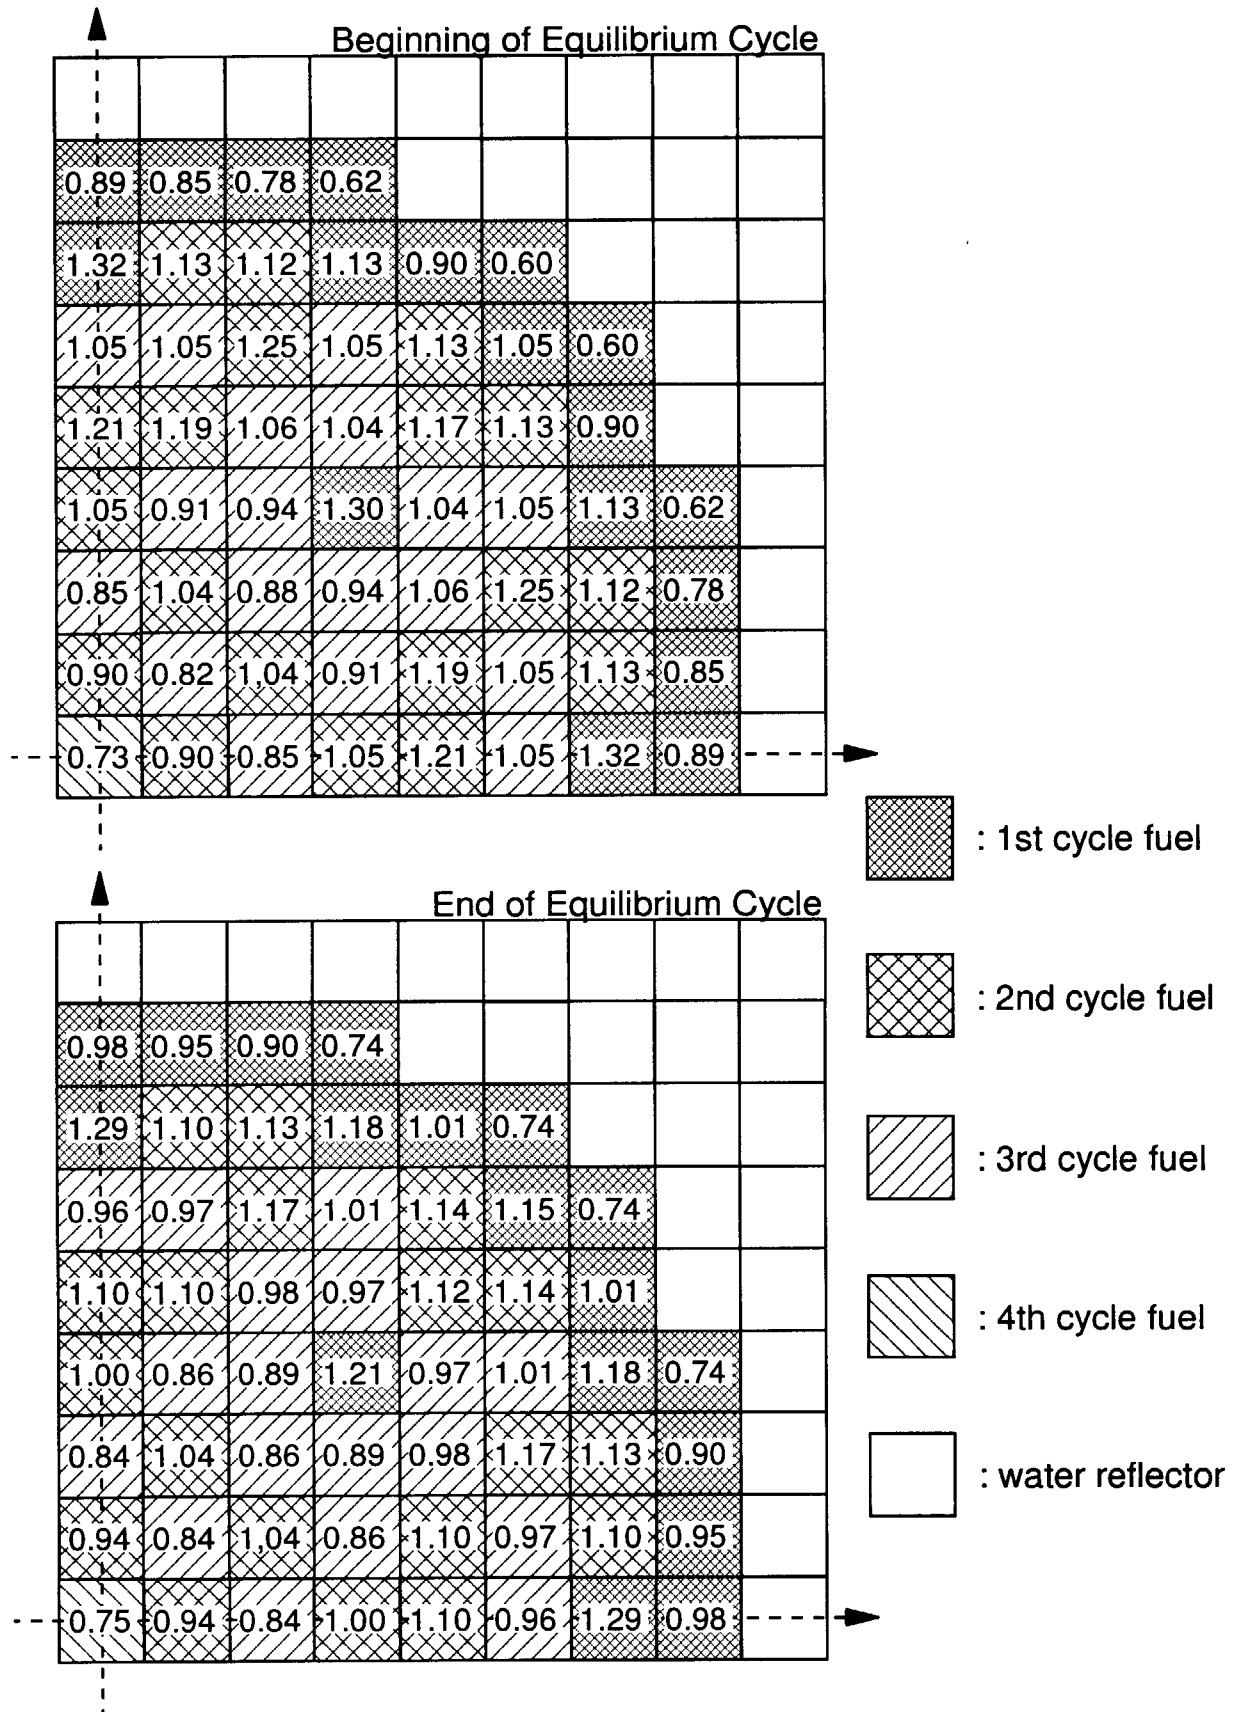 Beginning of Equilibrium Cycle
0.89 0.85 0.78 0.62
1.32 1.13 1.12 1.13 0.90 0.60
1.05 1.05 1.25 1.05 1.13 1.05 0.60
1.21 1.19 1.06 1.04 1.17 1.13 0.90
1.05 0.91 0.94 1.30 1.04 1.05 1.13 0.62
0.85 1.04 0.88 0.94 1.06 1.25 1.12 0.78
0.90 0.82 1,04 0.91 1.19 1.05 1.13 0.85
0.73 0.90 0.85 1.05 1.21 1.05 1.32 0.89
: 1st cycle fuel
End of Equilibrium Cycle
: 2nd cycle fuel
0.98 0.95 0.90 0.74
1.29 1.10 1.13 1.18 1.01 0.74
: 3rd cycle fuel
0.96 0.97 1.17 1.01 1.14 1.15 0.74
1.10 1.10 0.98 0.97 1.12 1.14 1.01
: 4th cycle fuel
1.00 0.86 0.89 1.21 0.97 1.01 1.18 0.74
0.84 1.04 0.86 0.89 0.98 1.17 1.13 0.90
: water reflector
0.94 0.84 1,04 0.86 1.10 0.97 1.10 0.95
0.75 0.94 0.84 1.00 1.10 0.96 1.29 0.98